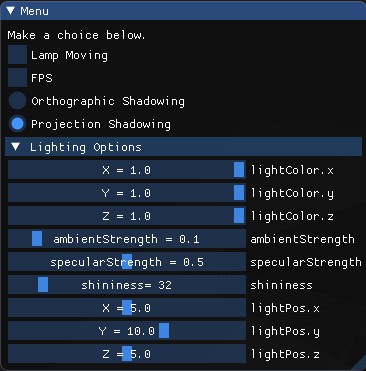 Menu
Make a choice below.
Lamp Moving
FPS
Orthographic Shadowing
Projection Shadowing
Lighting Options
X = 1.0 lightColor.x
Y = 1.0 lightColor.y
Z = 1.0 lightColor.z
ambientStrength = 0.1 ambientStrength
specularStrength = 0.5 specularStrength
shininess= 32 shininess
X = 5.0 lightPos.x
Y = 10.0 lightPos.y
Z = 5.0 lightPos.z